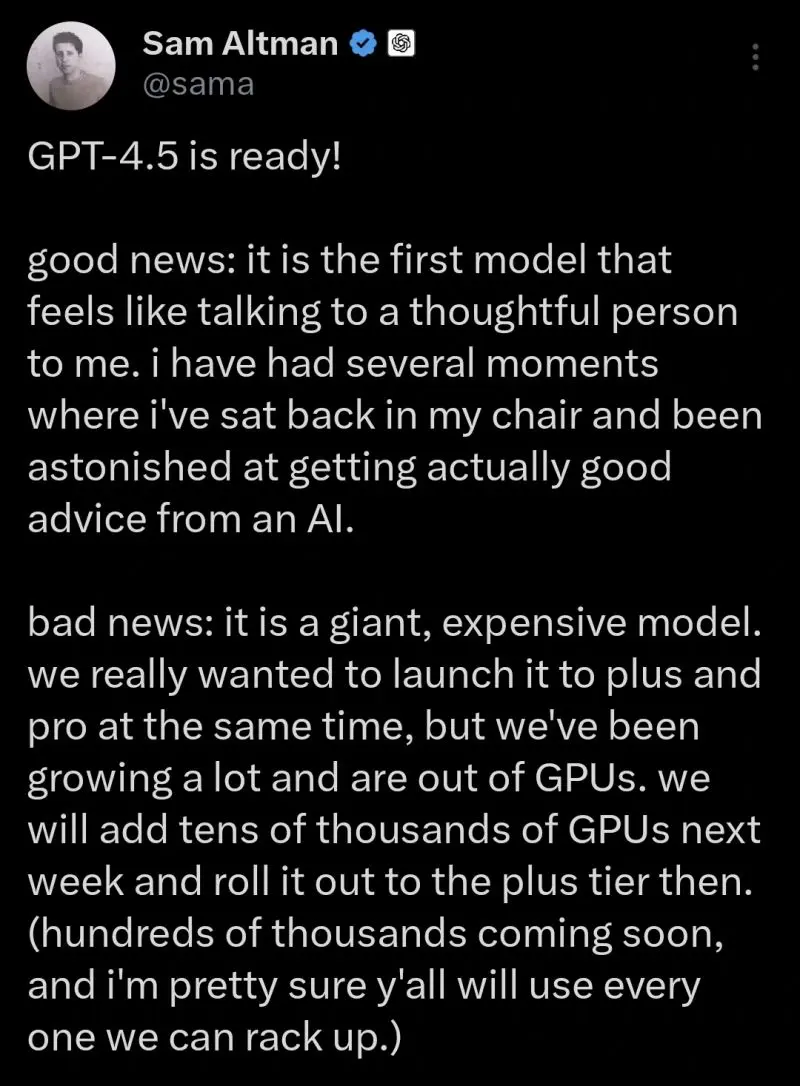 Sam Altman
@sama
GPT-4.5 is ready!
good news: it is the first model that
feels like talking to a thoughtful person
to me. i have had several moments
where i've sat back in my chair and been
astonished at getting actually good
advice from an AI.
bad news: it is a giant, expensive model.
we really wanted to launch it to plus and
pro at the same time, but we've been
growing a lot and are out of GPUs. we
will add tens of thousands of GPUs next
week and roll it out to the plus tier then.
(hundreds of thousands coming soon,
and i'm pretty sure y'all will use every
one we can rack up.)